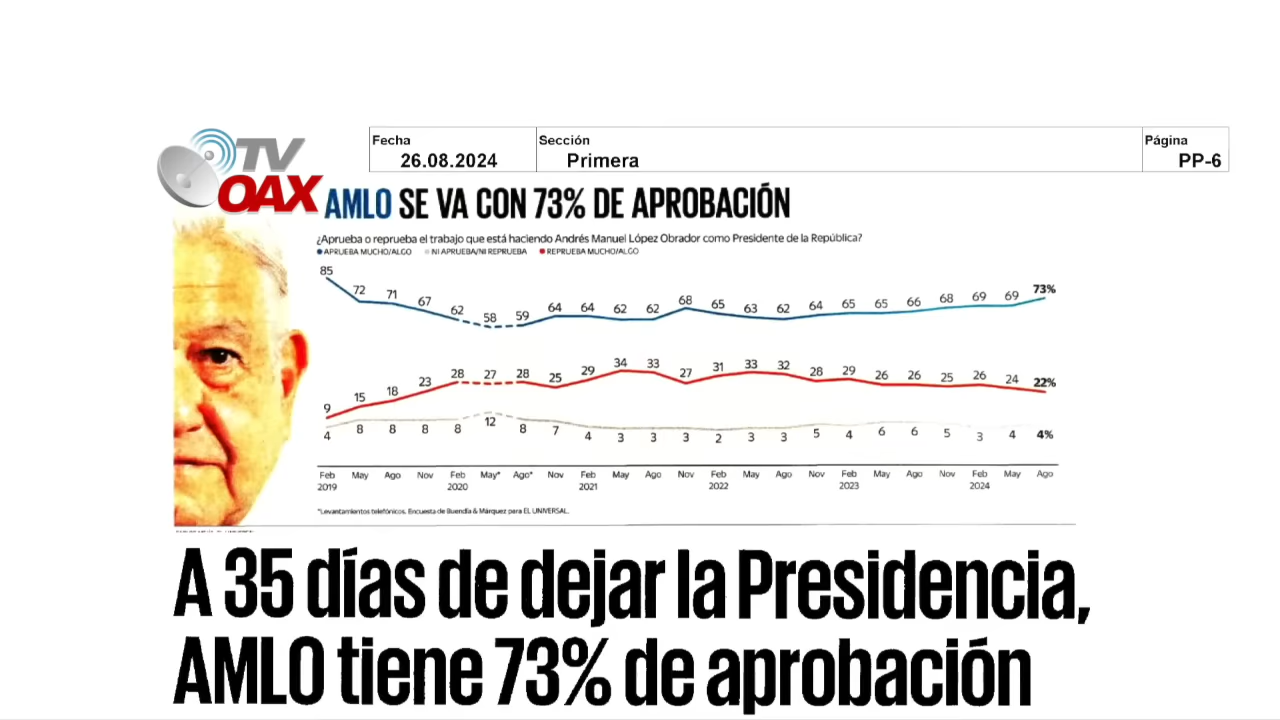 TV
OAX
Fecha
26.08.2024
Sección
Primera
Página
PP-6
AMLO SE VA CON 73% DE APROBACIÓN
¿Aprueba o reprueba el trabajo que está haciendo Andrés Manuel López Obrador como Presidente de la República?
APRUEBA MUCHO/ALGO NI APRUEBA/NI REPRUEBA REPRUEBA MUCHO/ALGO
85 72 71 67 62 58 59 64 64 62 62 68 65 63 62 64 65 65 66 68 69 69 73%
9 15 18 23 28 27 28 25 29 34 33 27 31 33 32 28 29 26 26 25 26 24 22%
4 8 8 8 8 12 8 7 4 3 3 3 2 3 3 5 4 6 6 5 3 4 4%
Feb May Ago Nov Feb May* Ago* Nov Feb May Ago Nov Feb May Ago Nov Feb May Ago Nov Feb May Ago
2019 2020 2021 2022 2023 2024
*Levantamientos telefónicos. Encuesta de Buendía & Márquez para EL UNIVERSAL.
A 35 días de dejar la Presidencia,
AMLO tiene 73% de aprobación